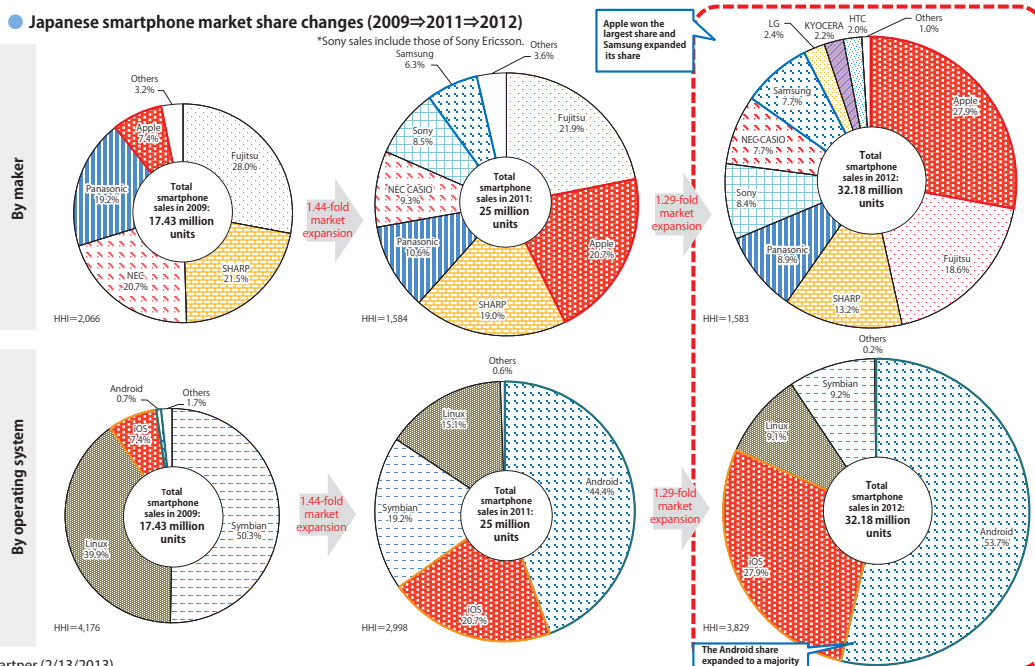 Japanese smartphone market share changes (2009⇒2011⇒2012)
*Sony sales include those of Sony Ericsson.
Apple won the
largest share and
Samsung expanded
its share
By maker
Others
3.2%
Apple
7.4%
Fujitsu
28.0%
Panasonic
19.2%
Total
smartphone
sales in 2009:
17.43 million
units
SHARP
21.5%
NEC
20.7%
HHI=2,066
1.44-fold
market
expansion
Samsung
6.3%
Others
3.6%
Fujitsu
21.9%
Sony
8.5%
NEC CASIO
9.3%
Total
smartphone
sales in 2011:
25 million
units
Panasonic
10.6%
Apple
20.7%
SHARP
19.0%
HHI=1,584
1.29-fold
market
expansion
LG
2.4%
KYOCERA
2.2%
HTC
2.0%
Others
1.0%
Samsung
7.7%
Apple
27.9%
NEC CASIO
7.7%
Total
smartphone
sales in 2012:
32.18 million
units
Sony
8.4%
Panasonic
8.9%
Fujitsu
18.6%
SHARP
13.2%
HHI=1,583
By operating system
Android
0.7%
Others
1.7%
iOS
7.4%
Total
smartphone
sales in 2009:
17.43 million
units
Symbian
50.3%
Linux
39.9%
HHI=4,176
1.44-fold
market
expansion
Others
0.6%
Linux
15.1%
Android
44.4%
Symbian
19.2%
Total
smartphone
sales in 2011:
25 million
units
iOS
20.7%
HHI=2,998
1.29-fold
market
expansion
Others
0.2%
Symbian
9.2%
Linux
9.1%
Total
smartphone
sales in 2012:
32.18 million
units
Android
53.7%
iOS
27.9%
HHI=3,829
The Android share
expanded to a majority
artner (2/13/2013)